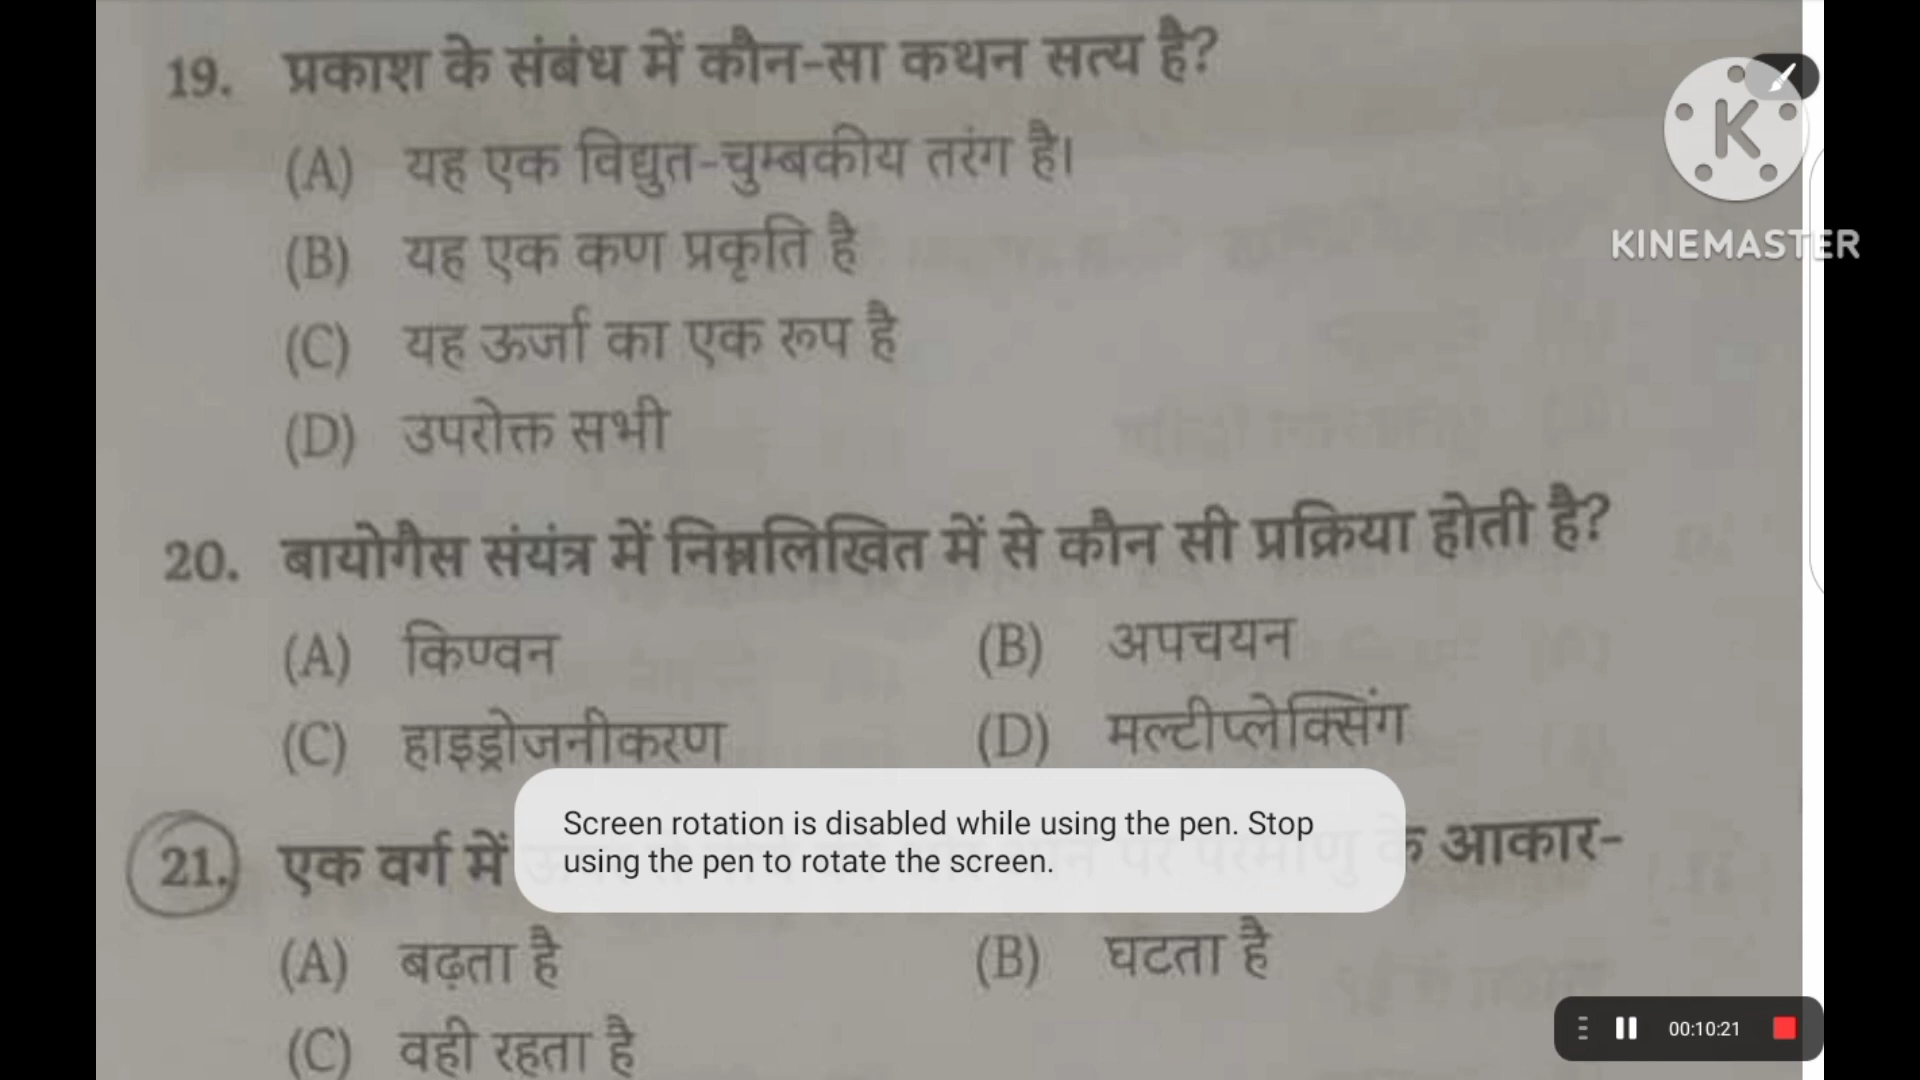 19. प्रकाश के संबंध में कौन-सा कथन सत्य है?
(A) यह एक विद्युत-चुम्बकीय तरंग है।
(B) यह एक कण प्रकृति है
(C) यह ऊर्जा का एक रूप है
(D) उपरोक्त सभी
K
KINEMASTER
20. बायोगैस संयंत्र में निम्नलिखित में से कौन सी प्रक्रिया होती है?
(A) किण्वन (B) अपचयन
(C) हाइड्रोजनीकरण (D) मल्टीप्लेक्सिंग
Screen rotation is disabled while using the pen. Stop
using the pen to rotate the screen.
21. एक वर्ग में पर परमाणु के आकार-
(A) बढ़ता है (B) घटता है
(C) वही रहता है
00:10:21